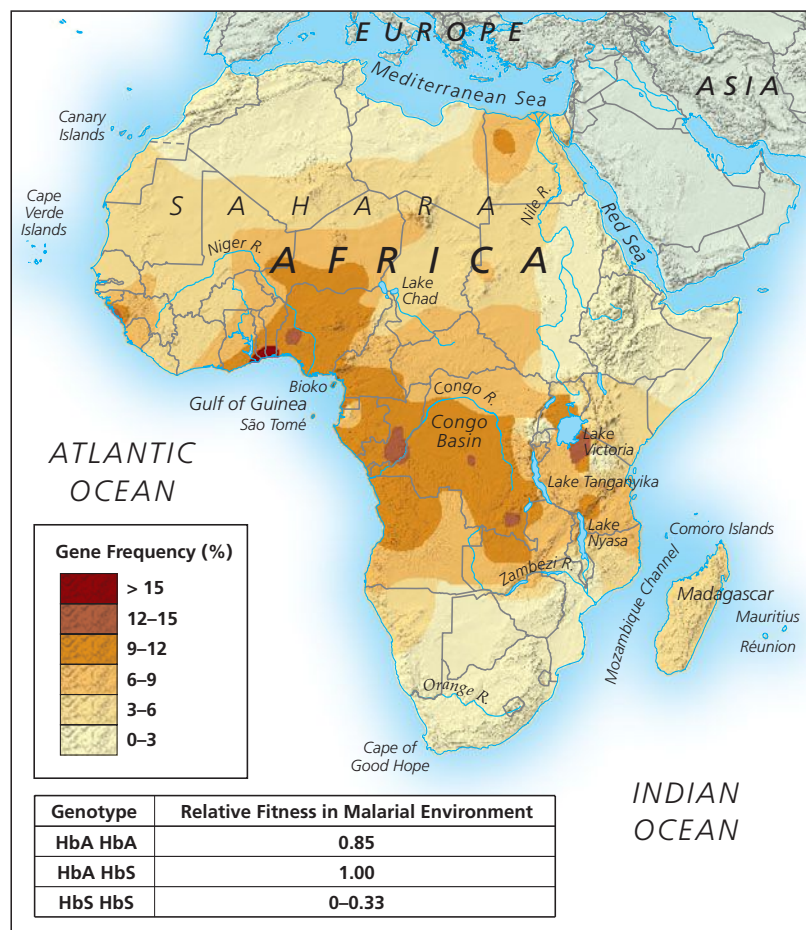 EUROPE
Mediterranean Sea
ASIA
Canary
Islands
Cape
Verde
Islands
SAHARA
Nile R.
Red Sea
Niger R.
AFRICA
Lake
Chad
Bioko
Congo R.
Gulf of Guinea
São Tomé
Congo
Basin
Lake
Victoria
ATLANTIC
OCEAN
Lake Tanganyika
Lake
Nyasa
Comoro Islands
Zambezi R.
Mozambique Channel
Madagascar
Mauritius
Réunion
Orange R.
Cape of
Good Hope
INDIAN
OCEAN
Gene Frequency (%)
> 15
12–15
9–12
6–9
3–6
0–3
Genotype Relative Fitness in Malarial Environment
HbA HbA 0.85
HbA HbS 1.00
HbS HbS 0–0.33